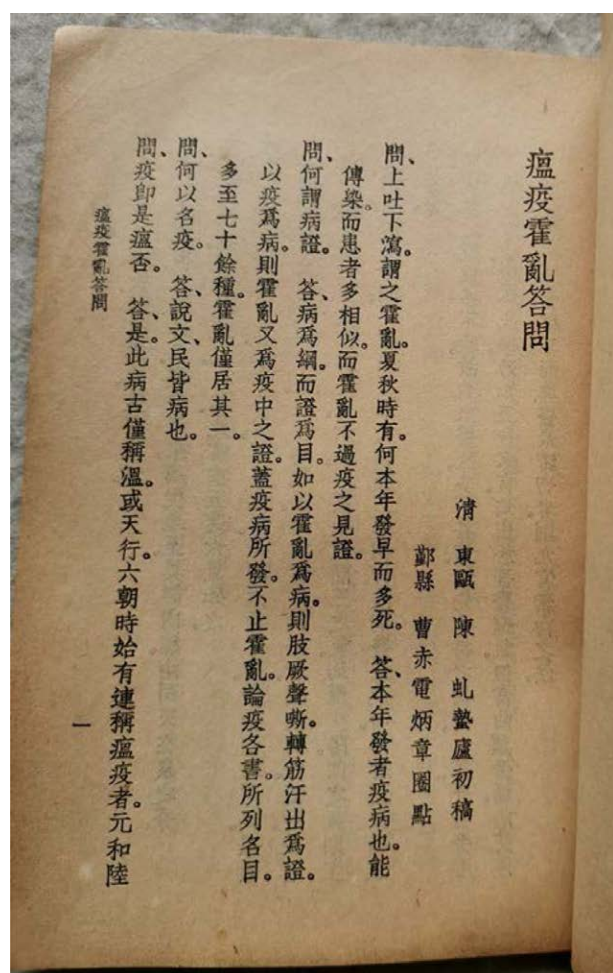 瘟疫霍亂答問
清　東甌　陳　虬蟄廬初稿
鄞縣　曹赤電炳章圈點
問、上吐下瀉。謂之霍亂。夏秋時有。何本年發早而多死。　答、本年發者疫病也。能
傳染而患者多相似。而霍亂不過疫之見證。
問、何謂病證。　答、病爲綱。而證爲目。如以霍亂爲病。則肢厥聲嘶。轉筋汗出爲證。
以疫爲病。則霍亂又爲疫中之證。蓋疫病所發。不止霍亂。論疫各書。所列名目。
多至七十餘種。霍亂僅居其一。
問、何以名疫。　答、說文、民皆病也。
問、疫卽是瘟否。　答、是。此病古僅稱溫。或天行。六朝時始有連稱瘟疫者。元和陸
瘟疫霍亂答問
一